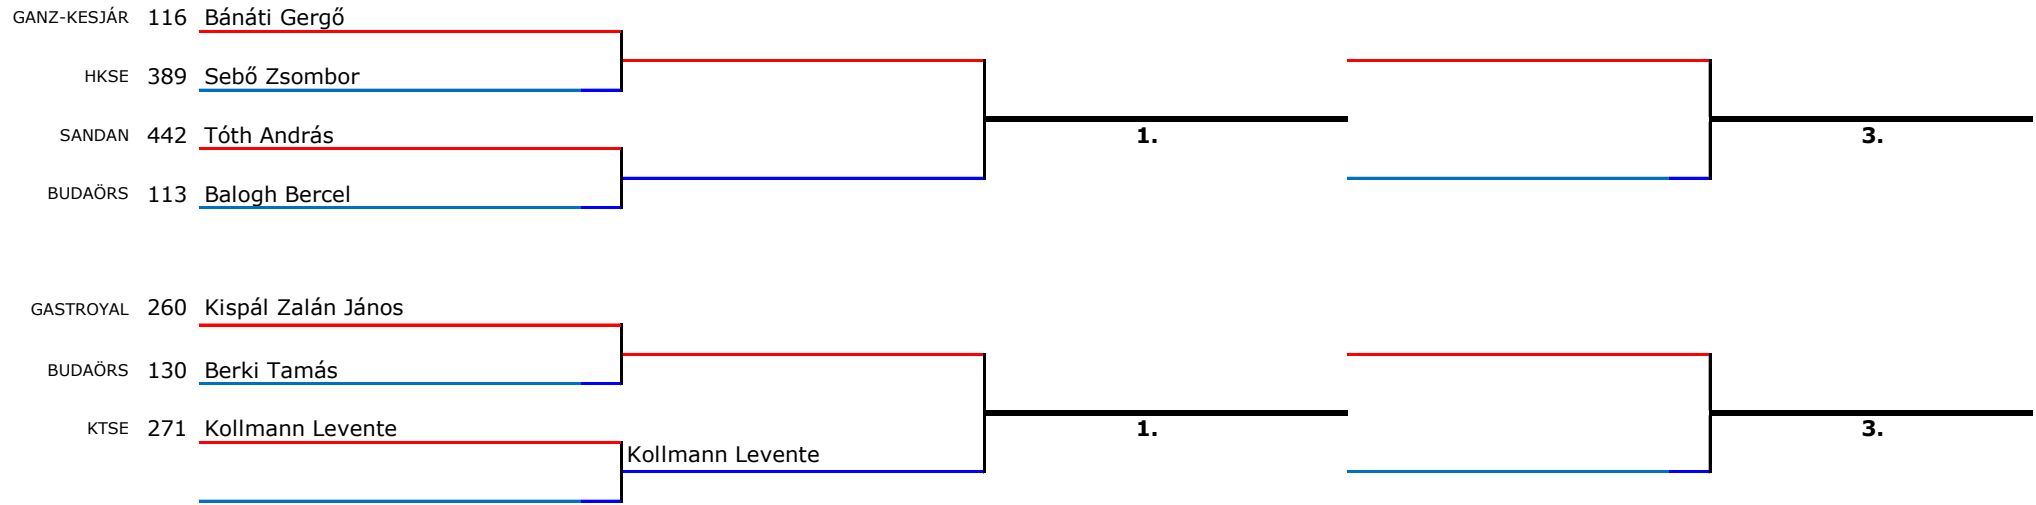 GANZ-KESJÁR 116 Bánáti Gergő
HKSE 389 Sebő Zsombor
SANDAN 442 Tóth András 1. 3.
BUDAÖRS 113 Balogh Bercel
GASTROYAL 260 Kispál Zalán János
BUDAÖRS 130 Berki Tamás
KTSE 271 Kollmann Levente 1. 3.
Kollmann Levente